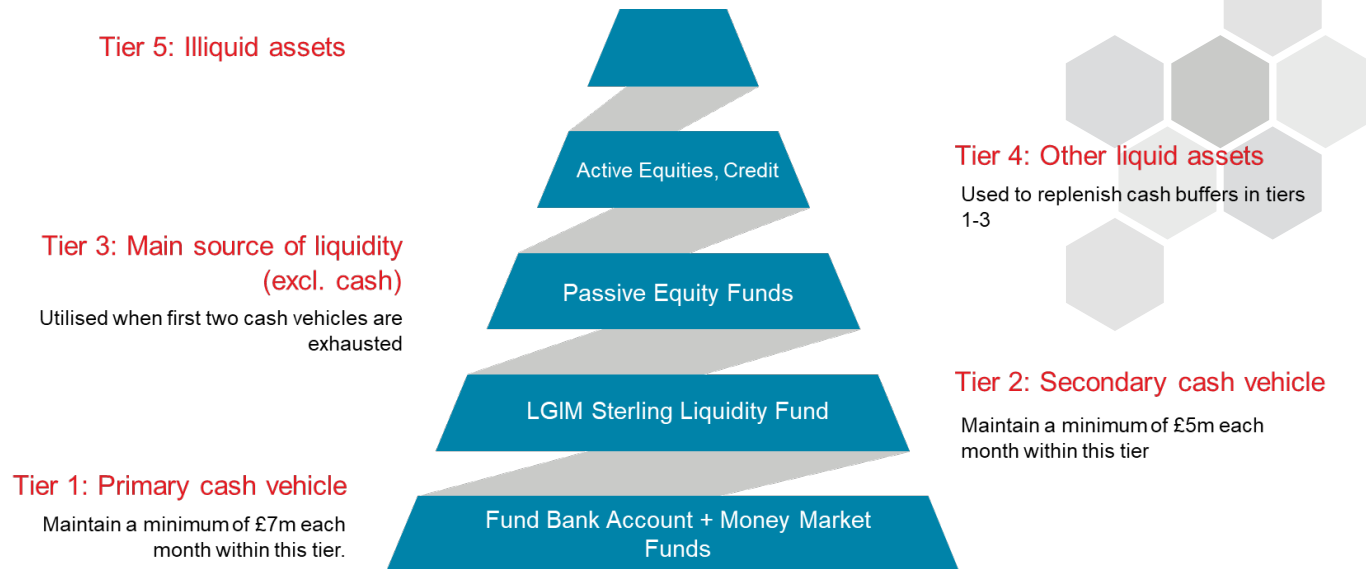 Tier 5: Illiquid assets
Active Equities, Credit
Tier 4: Other liquid assets
Used to replenish cash buffers in tiers
1-3
Tier 3: Main source of liquidity
(excl. cash)
Utilised when first two cash vehicles are
exhausted
Passive Equity Funds
Tier 2: Secondary cash vehicle
Maintain a minimum of £5m each
month within this tier
LGIM Sterling Liquidity Fund
Tier 1: Primary cash vehicle
Maintain a minimum of £7m each
month within this tier.
Fund Bank Account + Money Market
Funds